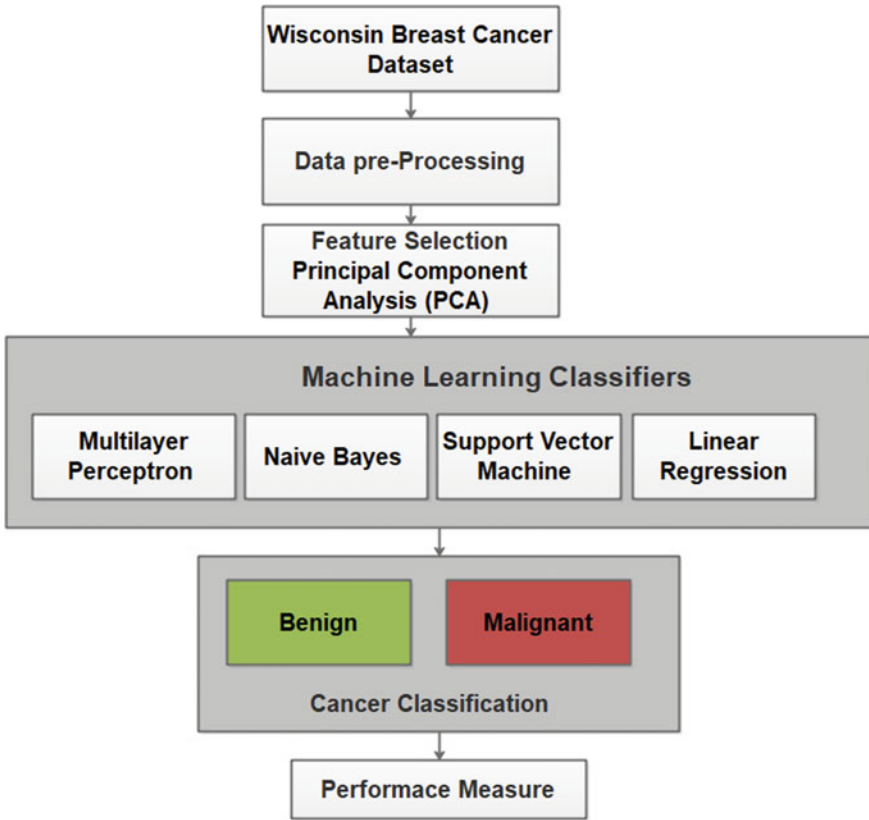 Wisconsin Breast Cancer
Dataset
Data pre-Processing
Feature Selection
Principal Component
Analysis (PCA)
Machine Learning Classifiers
Multilayer
Perceptron
Naive Bayes
Support Vector
Machine
Linear
Regression
Benign
Malignant
Cancer Classification
Performace Measure